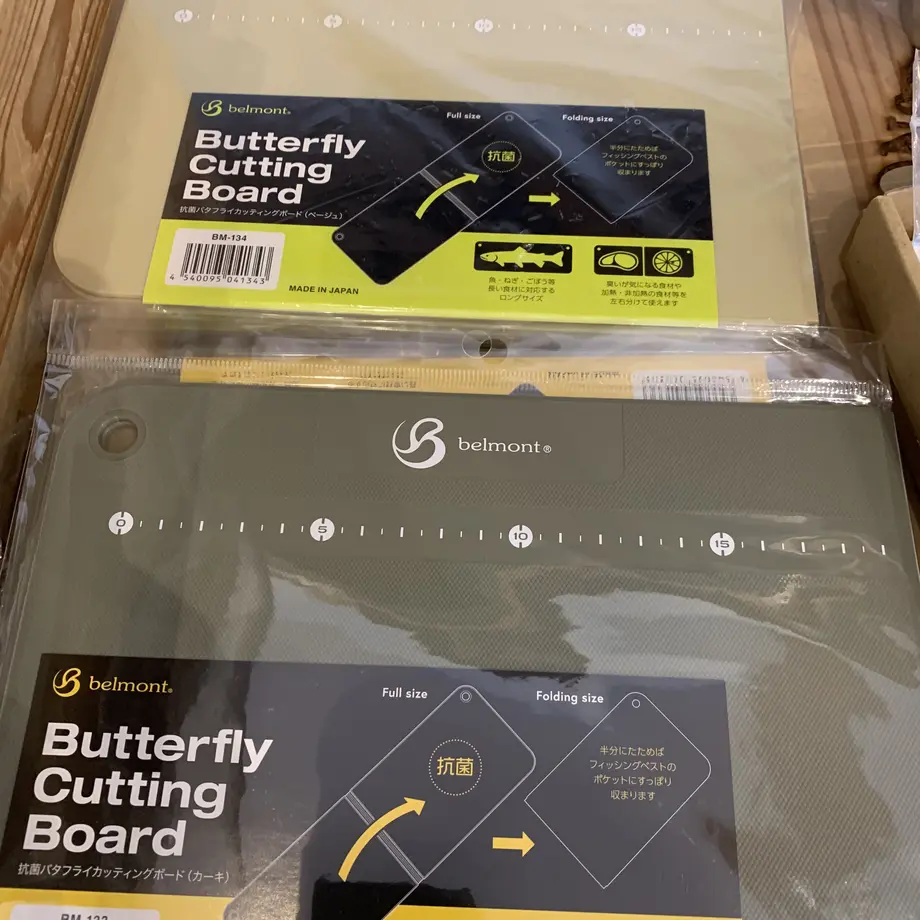 belmont®
Butterfly
Cutting
Board
抗菌バタフライカッティングボード(ベージュ)
BM-134
4 540095 041343
MADE IN JAPAN
Full size
抗菌
Folding size
半分にたためば
フィッシングベストの
ポケットにすっぽり
収まります
魚・ねぎ・ごぼう等
長い食材に対応する
ロングサイズ
臭いが気になる食材や
加熱・非加熱の食材等を
左右分けて使えます
belmont®
0 5 10 15
belmont®
Butterfly
Cutting
Board
抗菌バタフライカッティングボード(カーキ)
Full size
抗菌
Folding size
半分にたためば
フィッシングベストの
ポケットにすっぽり
収まります